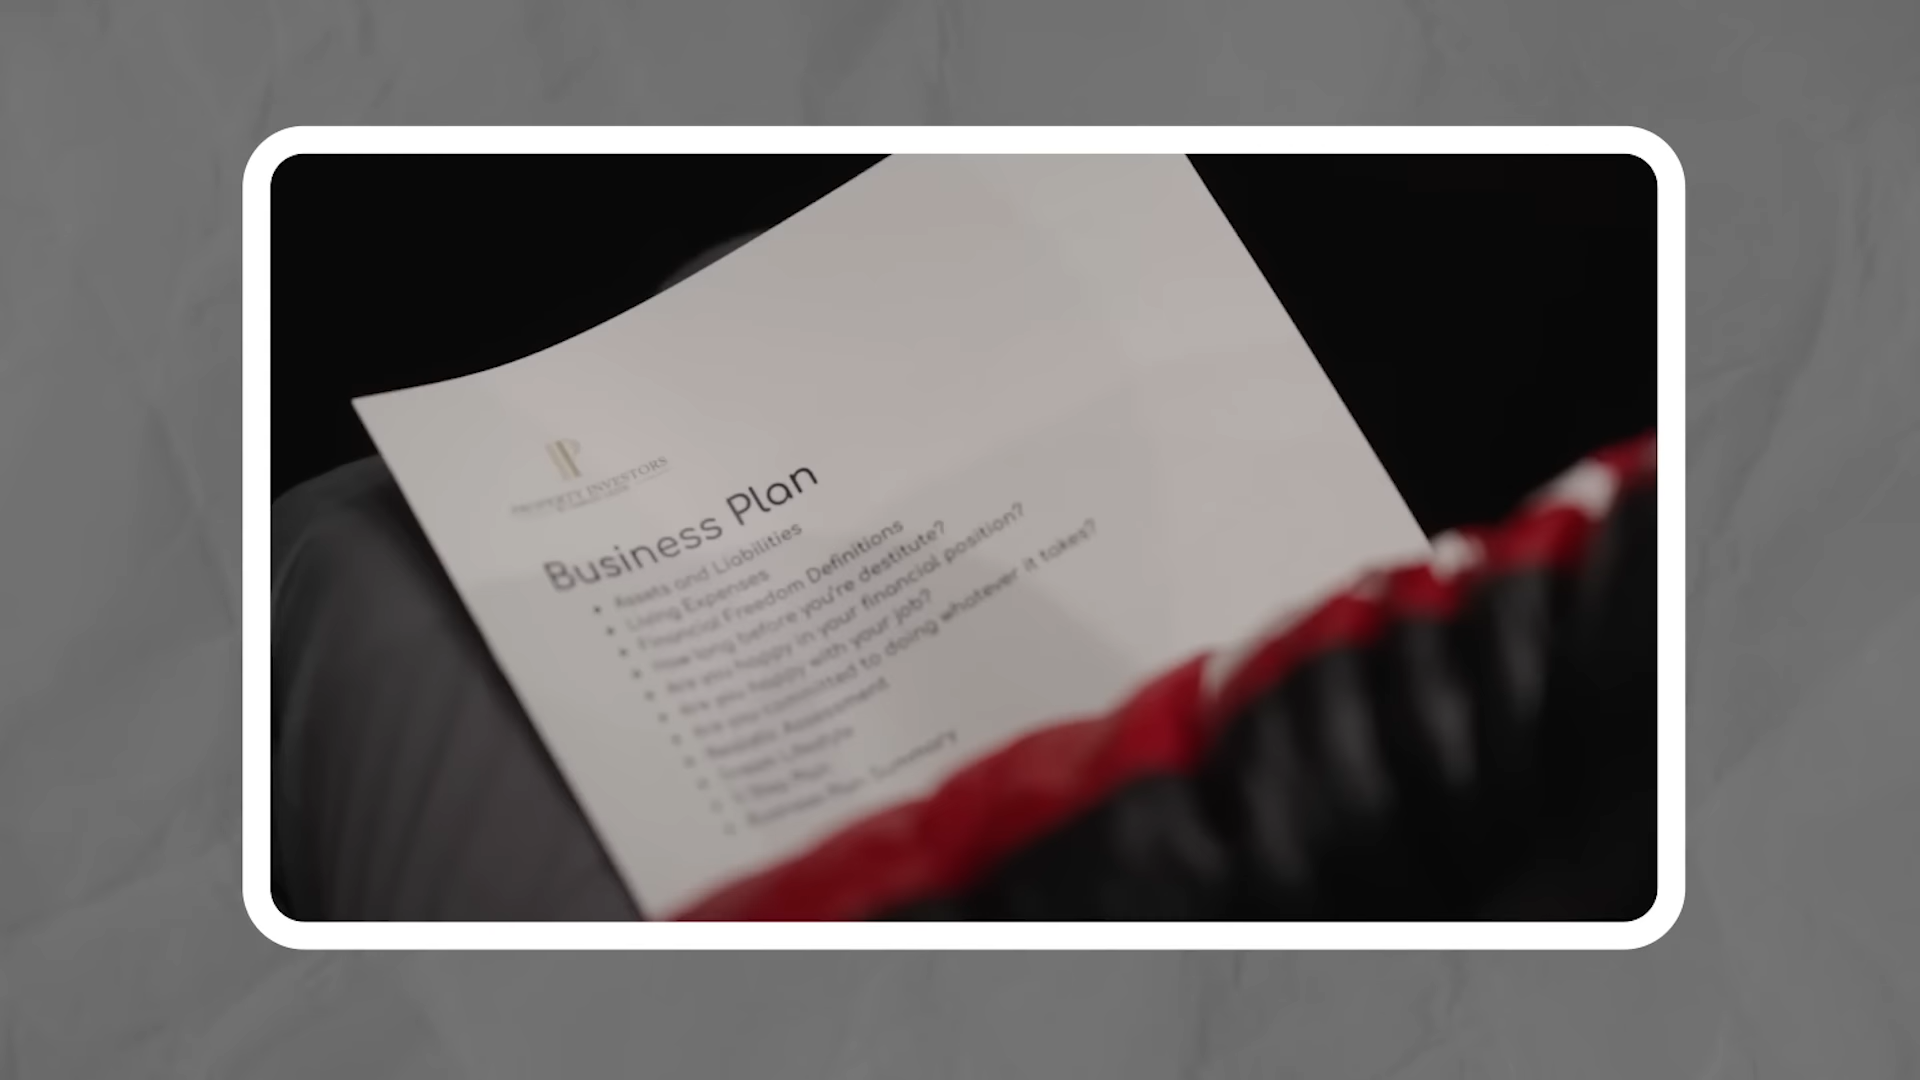 PROPERTY INVESTORS
Business Plan
Assets and Liabilities
Living Expenses
Financial Freedom Definitions
How long before you're destitute?
Are you happy in your financial position?
Are you happy with your job?
Are you committed to doing whatever it takes?
Assessment
Lifestyle
Plan
Business Plan Summary